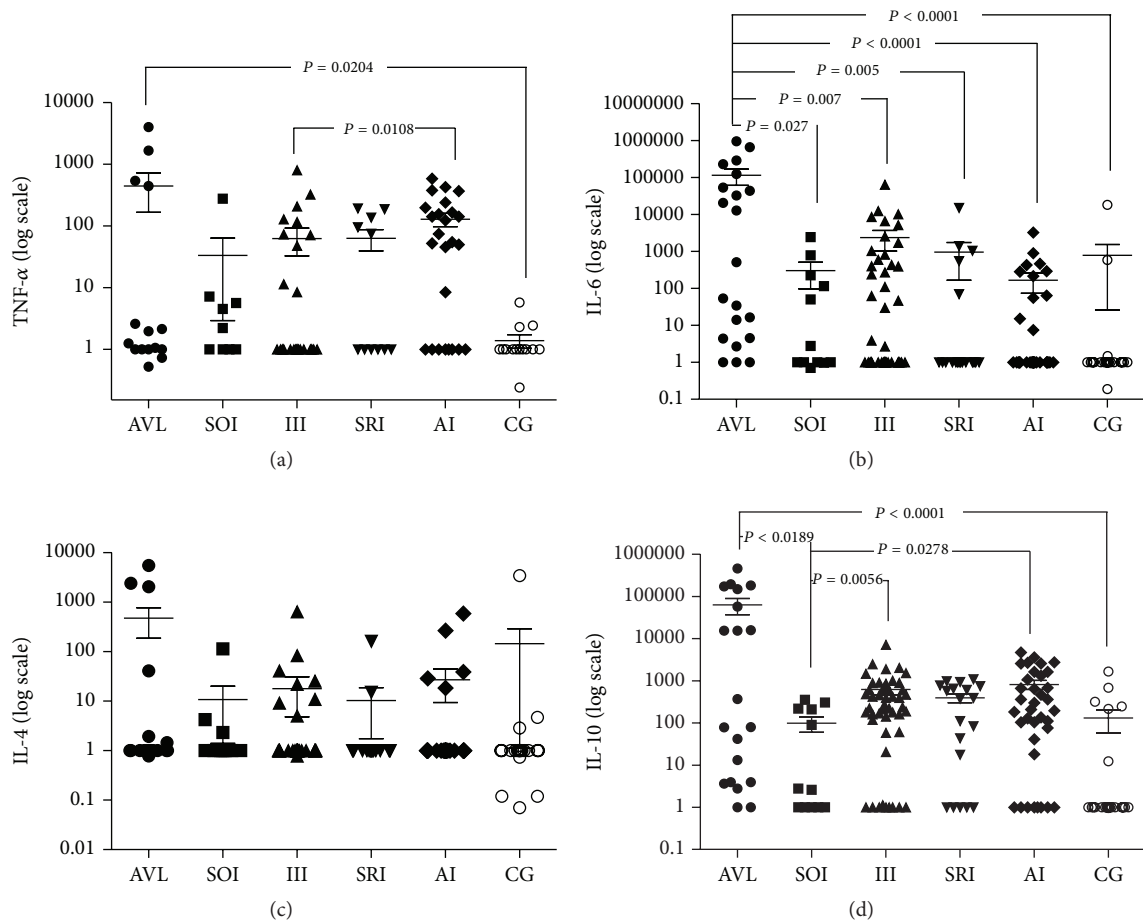 P = 0.0204
P = 0.0108
10000
1000
100
10
1
TNF-α (log scale)
AVL SOI III SRI AI CG
(a)
P < 0.0001
P < 0.0001
P = 0.005
P = 0.007
P = 0.027
10000000
1000000
100000
10000
1000
100
10
1
0.1
IL-6 (log scale)
AVL SOI III SRI AI CG
(b)
10000
1000
100
10
1
0.1
0.01
IL-4 (log scale)
AVL SOI III SRI AI CG
(c)
P < 0.0001
P < 0.0189
P = 0.0278
P = 0.0056
1000000
100000
10000
1000
100
10
1
0.1
IL-10 (log scale)
AVL SOI III SRI AI CG
(d)